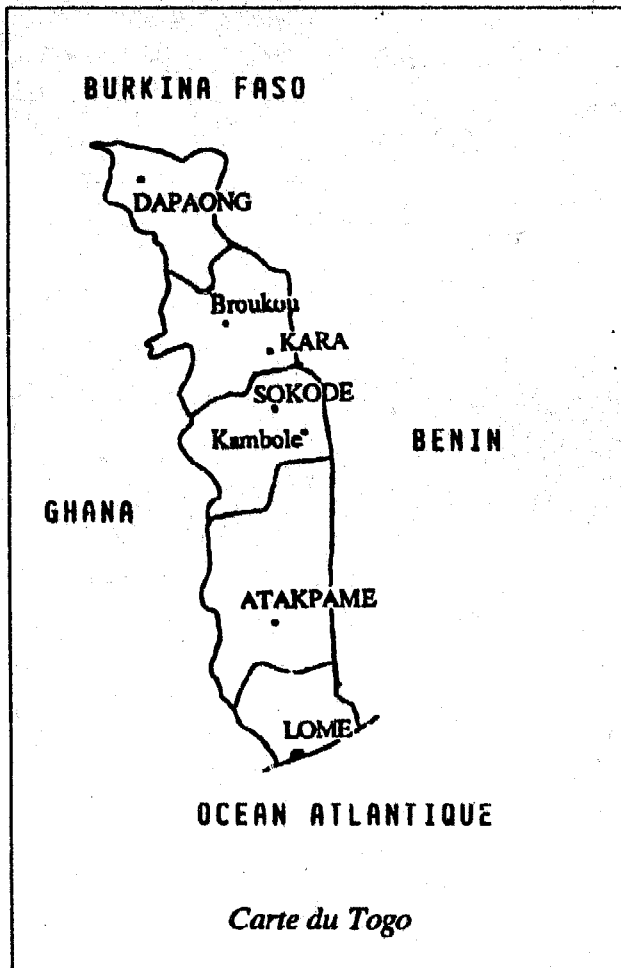 BURKINA FASO
DAPAONG
Broukou
KARA
SOKODE
Kambole
BENIN
GHANA
ATAKPAME
LOME
OCEAN ATLANTIQUE
Carte du Togo